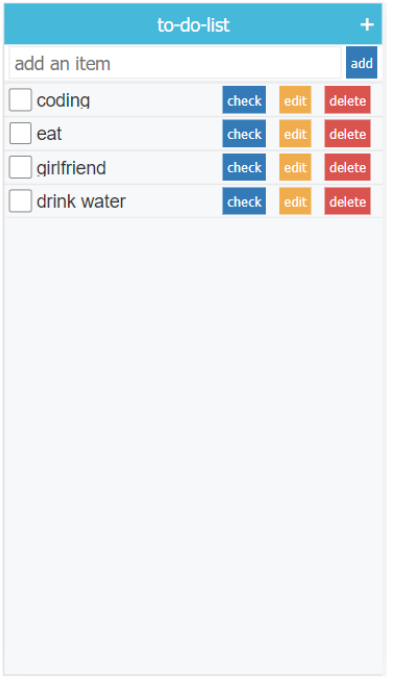 to-do-list +
add an item add
coding check edit delete
eat check edit delete
girlfriend check edit delete
drink water check edit delete